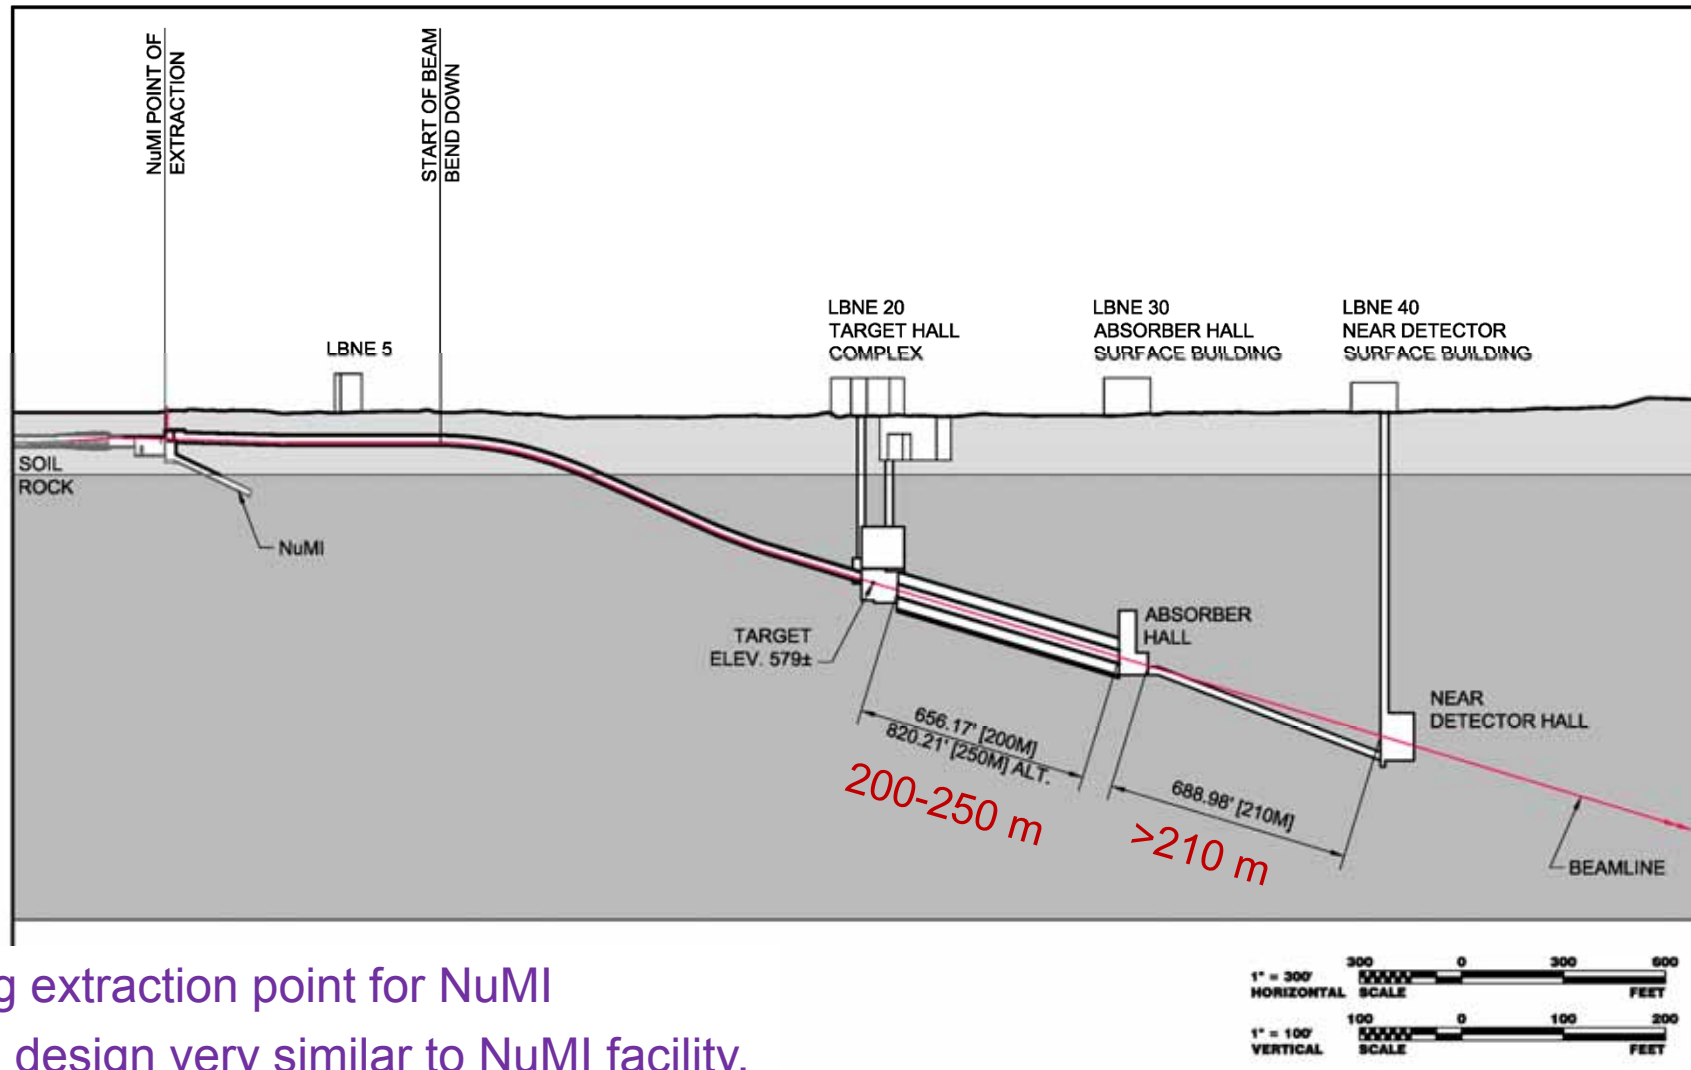 NuMI POINT OF
EXTRACTION
START OF BEAM
BEND DOWN
LBNE 5
LBNE 20
TARGET HALL
COMPLEX
LBNE 30
ABSORBER HALL
SURFACE BUILDING
LBNE 40
NEAR DETECTOR
SURFACE BUILDING
SOIL
ROCK
NuMI
TARGET
ELEV. 579±
ABSORBER
HALL
NEAR
DETECTOR HALL
656.17' [200M]
820.21' [250M] ALT.
200-250 m
688.98' [210M]
>210 m
BEAMLINE
extraction point for NuMI
design very similar to NuMI facility.
300 0 300 600
1" = 300'
HORIZONTAL SCALE FEET
100 0 100 200
1" = 100'
VERTICAL SCALE FEET